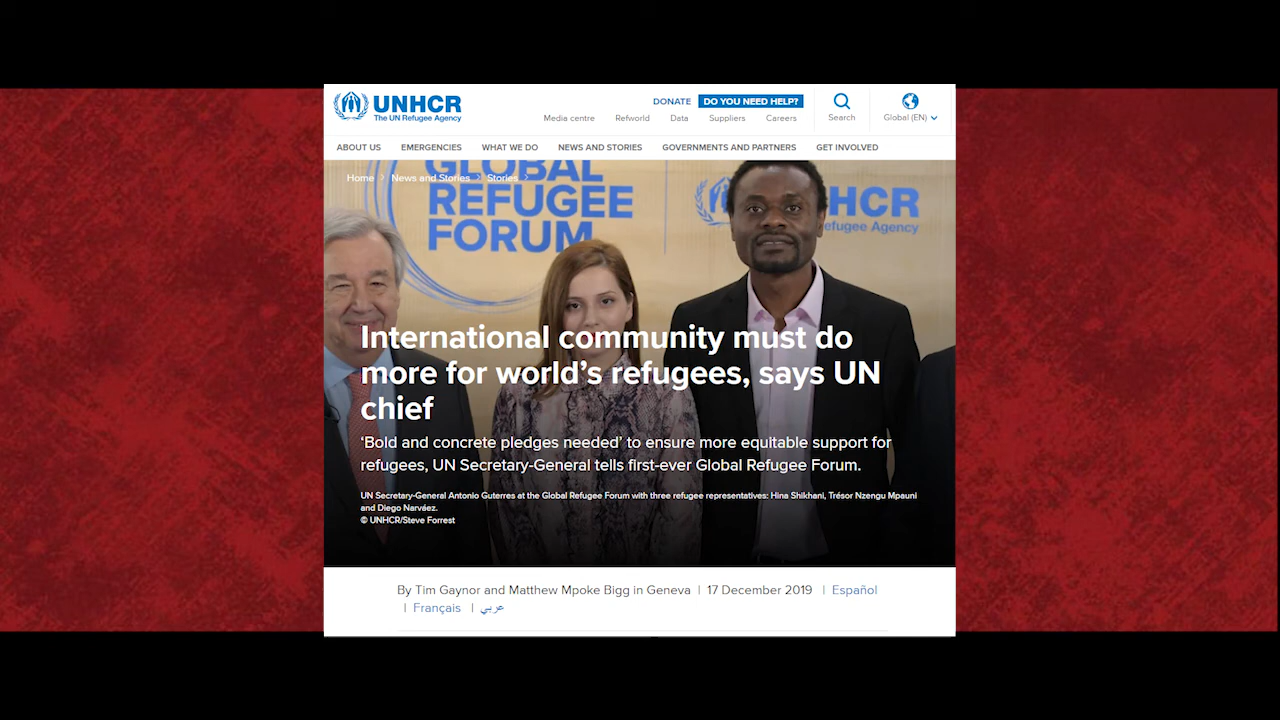 UNHCR
The UN Refugee Agency
DONATE DO YOU NEED HELP?
Media centre Refworld Data Suppliers Careers
Search
Global (EN)
ABOUT US EMERGENCIES WHAT WE DO NEWS AND STORIES GOVERNMENTS AND PARTNERS GET INVOLVED
Home > News and Stories > Stories >
GLOBAL
REFUGEE
FORUM
HCR
efugee Agency
International community must do
more for world’s refugees, says UN
chief
‘Bold and concrete pledges needed’ to ensure more equitable support for
refugees, UN Secretary-General tells first-ever Global Refugee Forum.
UN Secretary-General Antonio Guterres at the Global Refugee Forum with three refugee representatives: Hina Shikhani, Trésor Nzengu Mpauni
and Diego Narváez.
© UNHCR/Steve Forrest
By Tim Gaynor and Matthew Mpoke Bigg in Geneva | 17 December 2019 | Español
| Français | عربي